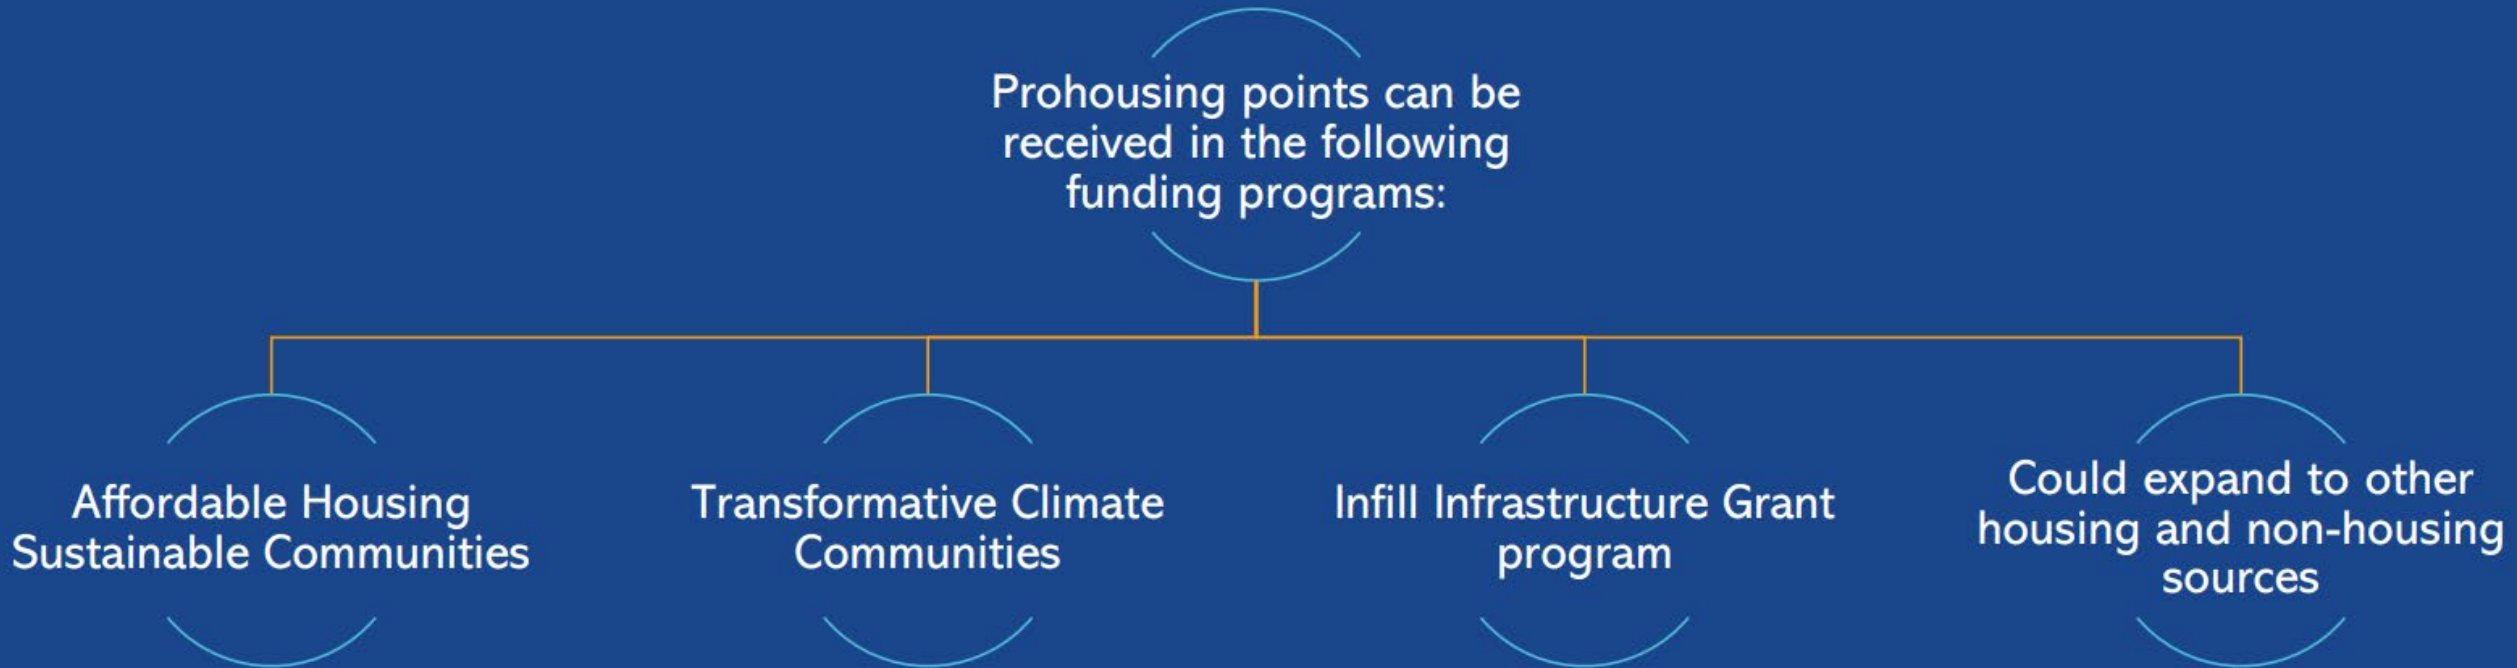 Prohousing points can be
received in the following
funding programs:
Affordable Housing
Sustainable Communities
Transformative Climate
Communities
Infill Infrastructure Grant
program
Could expand to other
housing and non-housing
sources